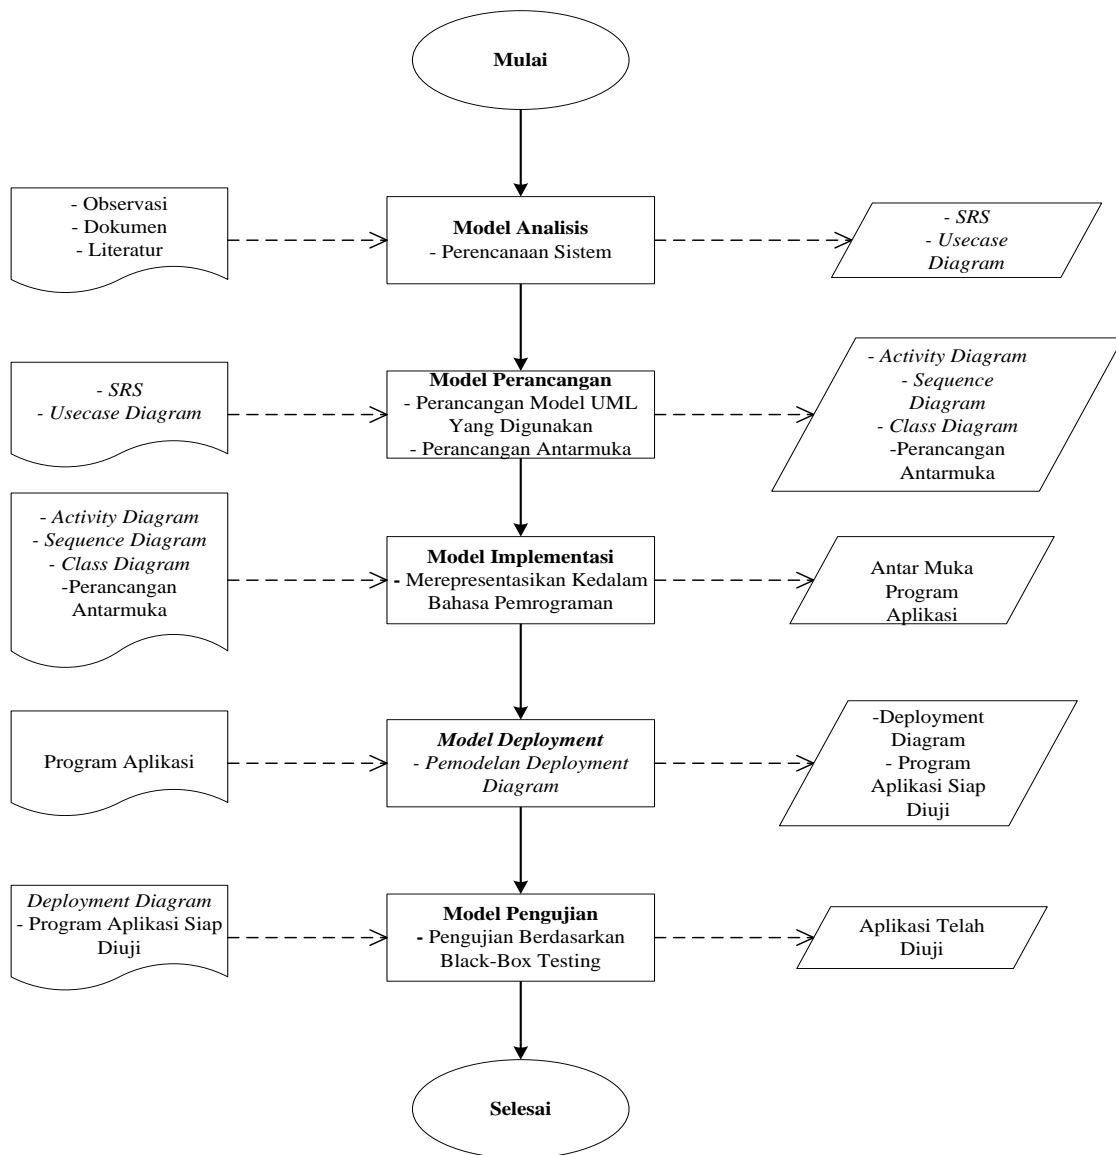 Mulai
- Observasi
- Dokumen
- Literatur
Model Analisis
- Perencanaan Sistem
- SRS
- Usecase
Diagram
- SRS
- Usecase Diagram
Model Perancangan
- Perancangan Model UML
Yang Digunakan
- Perancangan Antarmuka
- Activity Diagram
- Sequence
Diagram
- Class Diagram
-Perancangan
Antarmuka
- Activity Diagram
- Sequence Diagram
- Class Diagram
-Perancangan
Antarmuka
Model Implementasi
- Merepresentasikan Kedalam
Bahasa Pemrograman
Antar Muka
Program
Aplikasi
Program Aplikasi
Model Deployment
- Pemodelan Deployment
Diagram
-Deployment
Diagram
- Program
Aplikasi Siap
Diuji
Deployment Diagram
- Program Aplikasi Siap
Diuji
Model Pengujian
- Pengujian Berdasarkan
Black-Box Testing
Aplikasi Telah
Diuji
Selesai